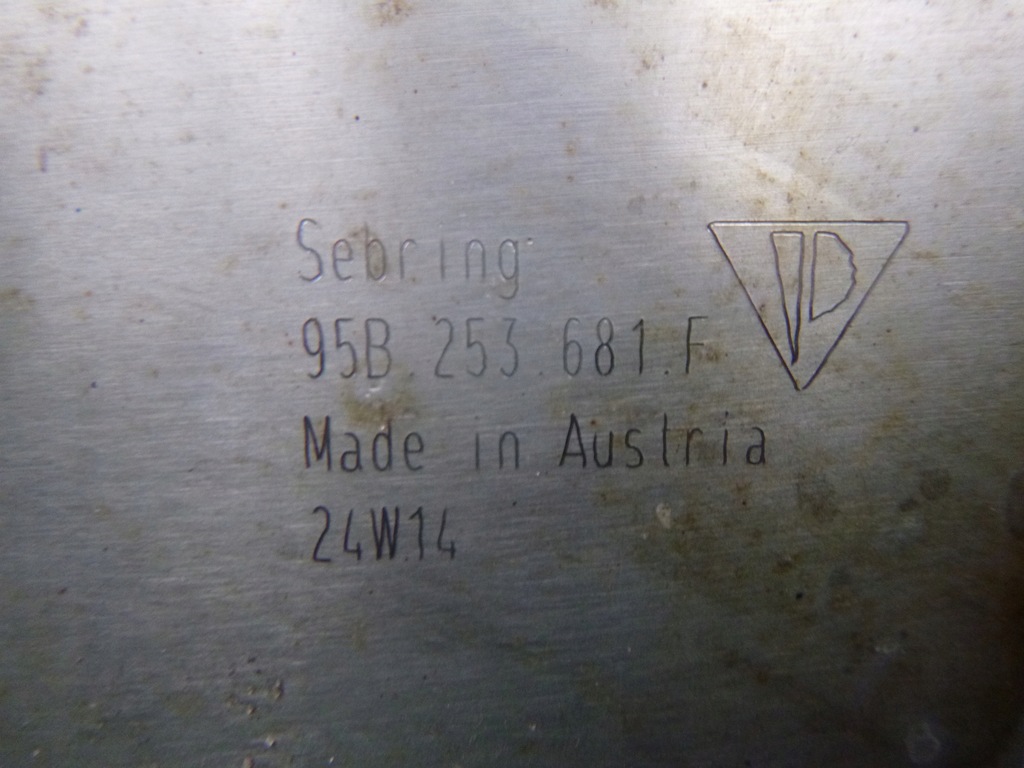 Sebring
95B.253.681.F
Made in Austria
24W14